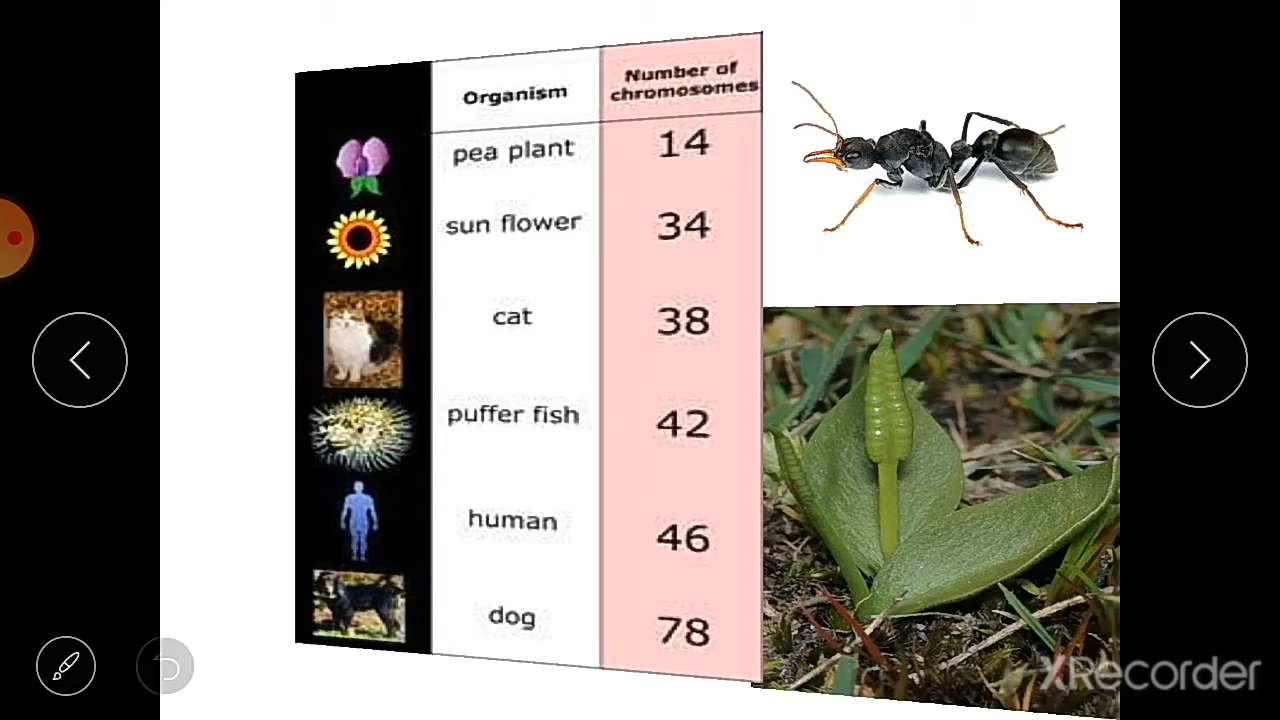 Organism
Number of
chromosomes
pea plant
14
sun flower
34
cat
38
puffer fish
42
human
46
dog
78
XRecorder